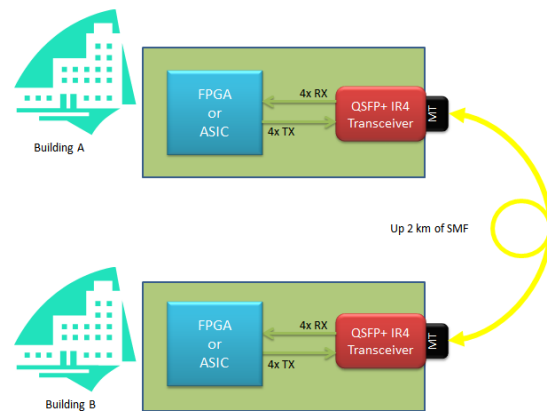 FPGA
or
ASIC
4x RX
4x TX
QSFP+ IR4
Transceiver
MT
Building A
Up 2 km of SMF
FPGA
or
ASIC
4x RX
4x TX
QSFP+ IR4
Transceiver
MT
Building B